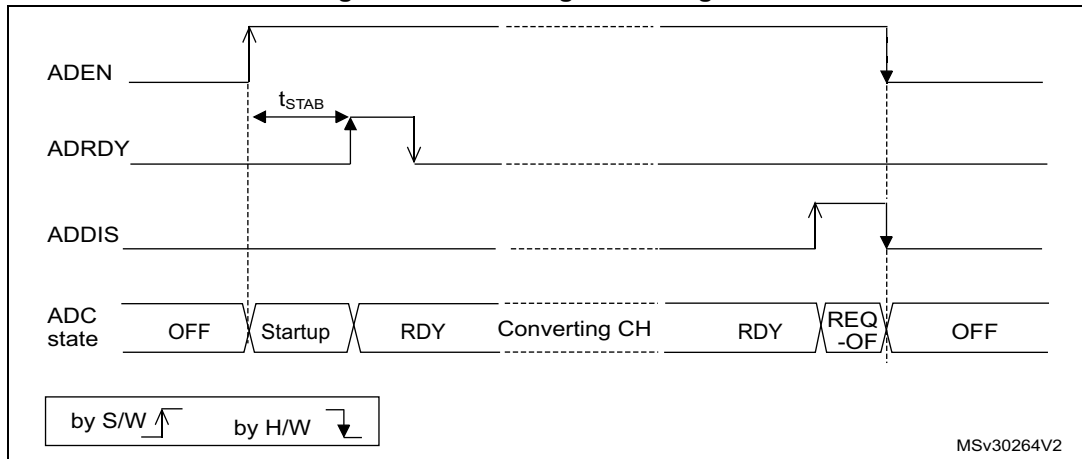 ADEN
tSTAB
ADRDY
ADDIS
ADC
state
OFF
Startup
RDY
Converting CH
RDY
REQ
-OF
OFF
by S/W
by H/W
MSv30264V2